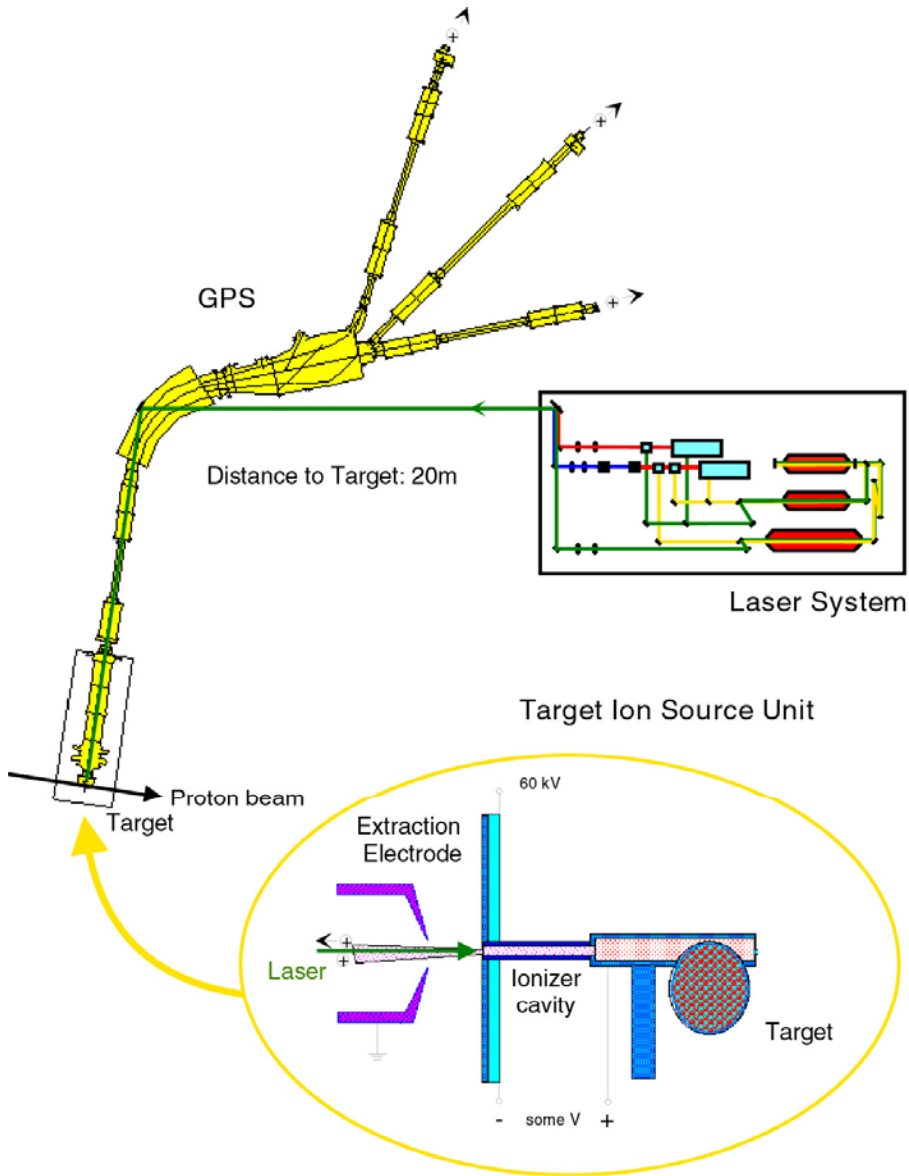 +
+
GPS
+
Distance to Target: 20m
Laser System
Target Ion Source Unit
Proton beam
Target
60 kV
Extraction
Electrode
+
Laser
+
Ionizer
cavity
Target
- some V +